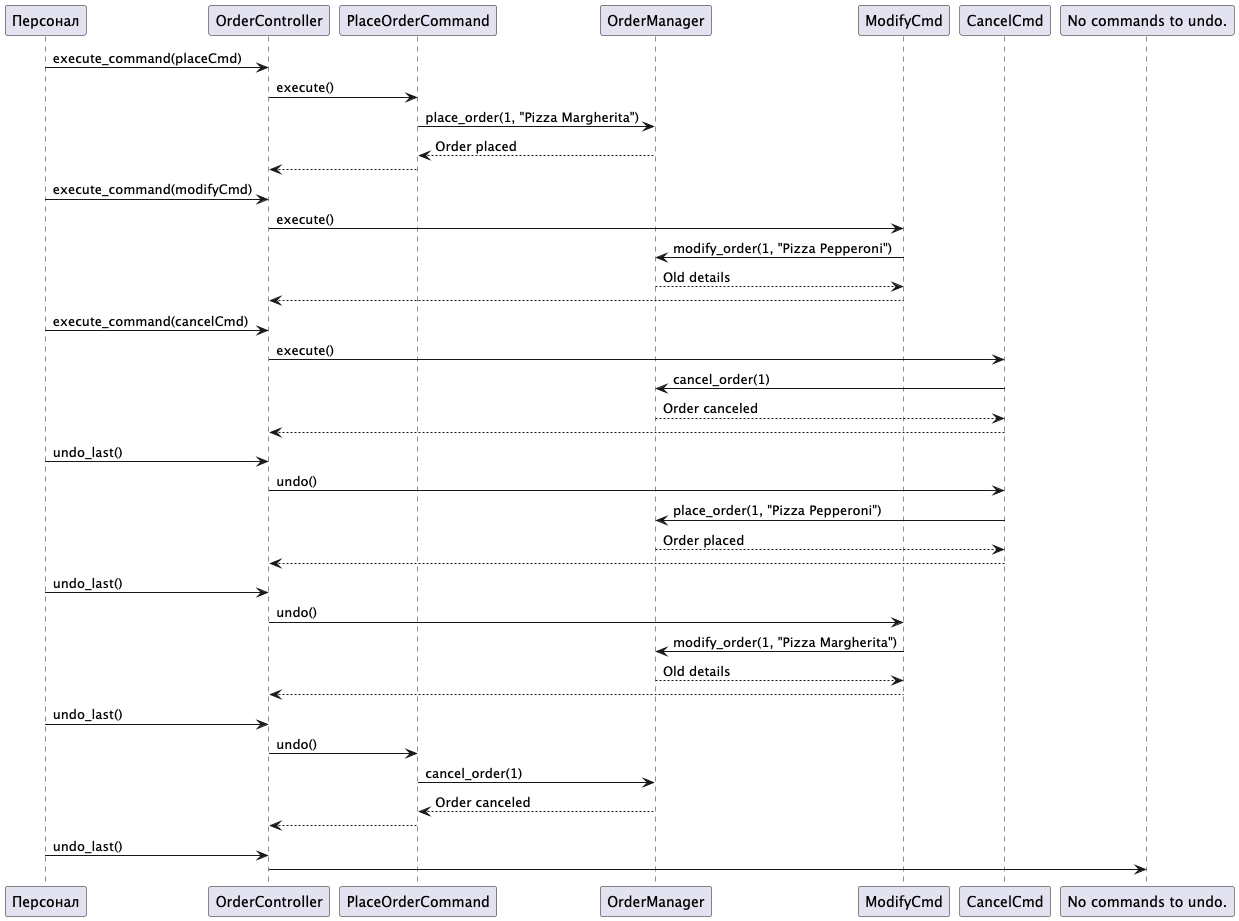 Персонал OrderController PlaceOrderCommand OrderManager ModifyCmd CancelCmd No commands to undo.
execute_command(placeCmd)
execute()
place_order(1, "Pizza Margherita")
Order placed
execute_command(modifyCmd)
execute()
modify_order(1, "Pizza Pepperoni")
Old details
execute_command(cancelCmd)
execute()
cancel_order(1)
Order canceled
undo_last()
undo()
place_order(1, "Pizza Pepperoni")
Order placed
undo_last()
undo()
modify_order(1, "Pizza Margherita")
Old details
undo_last()
undo()
cancel_order(1)
Order canceled
undo_last()
Персонал OrderController PlaceOrderCommand OrderManager ModifyCmd CancelCmd No commands to undo.